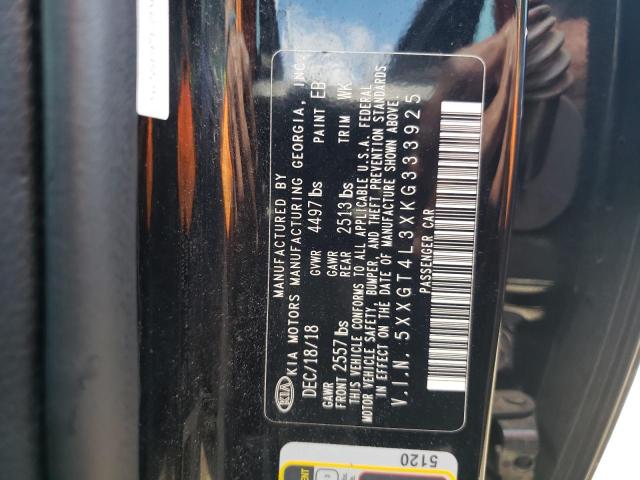 MANUFACTURED BY
KIA KIA MOTORS MANUFACTURING GEORGIA, INC.
DEC/18/18 GVWR 4497 lbs PAINT EB
GAWR FRONT 2557 lbs GAWR REAR 2513 lbs TRIM WK
THIS VEHICLE CONFORMS TO ALL APPLICABLE U.S.A. FEDERAL
MOTOR VEHICLE SAFETY, BUMPER, AND THEFT PREVENTION STANDARDS
IN EFFECT ON THE DATE OF MANUFACTURE SHOWN ABOVE.
V.I.N. 5XXGT4L3XKG333925
PASSENGER CAR
5120